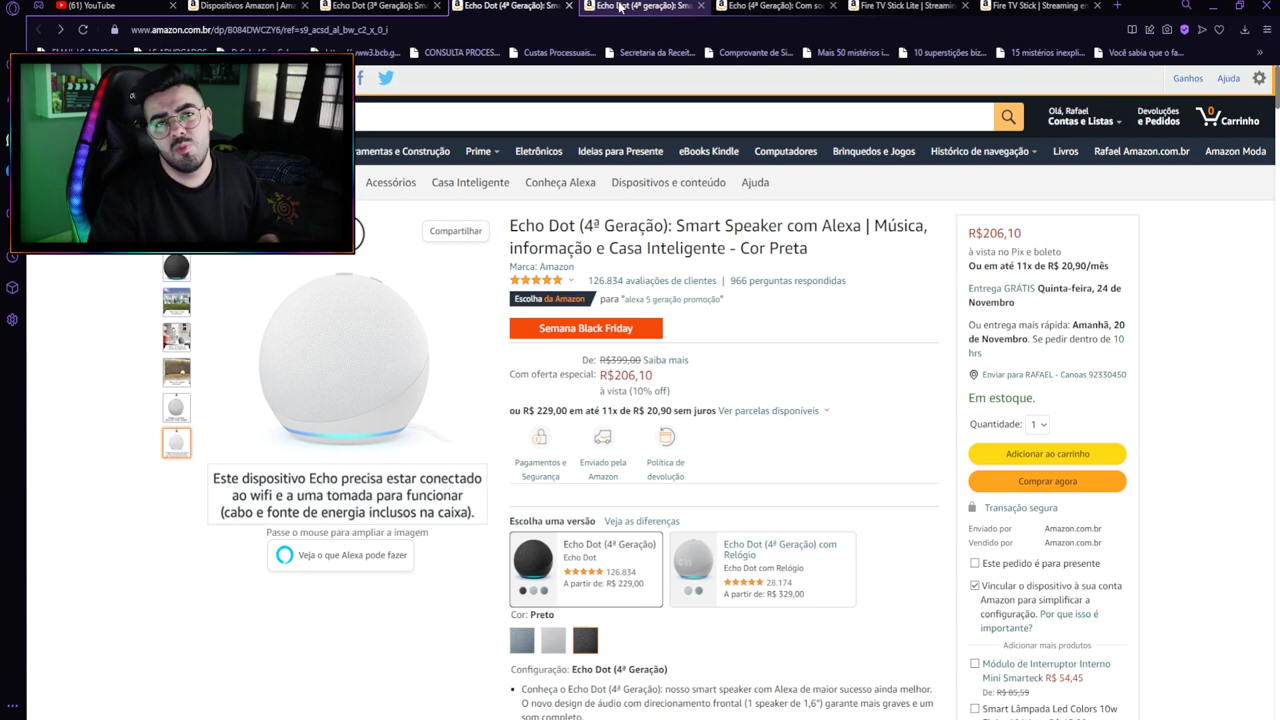 (61) YouTube
Dispositivos Amazon
Echo Dot (3ª Geração): Sma
Echo Dot (4ª Geração): Sma
Echo Dot (4ª geração): Sma
Echo Dot (4ª Geração): Com so
Fire TV Stick Lite | Streamin
Fire TV Stick | Streaming en
www.amazon.com.br/dp/B084DWCZY6/ref=s9_acsd_al_bw_c2_x_0_i
CONSULTA PROCES...
Custas Processuais...
Secretaria da Receit...
Comprovante de Si...
Mais 50 mistérios i...
10 superstições biz...
15 mistérios inexpli...
Você sabia que o fa...
Ganhos
Ajuda
Olá, Rafael
Contas e Listas
Devoluções
e Pedidos
0
Carrinho
ramentas e Construção
Prime
Eletrônicos
Ideias para Presente
eBooks Kindle
Computadores
Brinquedos e Jogos
Histórico de navegação
Livros
Rafael Amazon.com.br
Amazon Moda
Acessórios
Casa Inteligente
Conheça Alexa
Dispositivos e conteúdo
Ajuda
Compartilhar
Este dispositivo Echo precisa estar conectado
ao wifi e a uma tomada para funcionar
(cabo e fonte de energia inclusos na caixa).
Passe o mouse para ampliar a imagem
Veja o que Alexa pode fazer
Echo Dot (4ª Geração): Smart Speaker com Alexa | Música,
informação e Casa Inteligente - Cor Preta
Marca: Amazon
126.834 avaliações de clientes | 966 perguntas respondidas
Escolha da Amazon para "alexa 5 geração promoção"
Semana Black Friday
De: R$399,00 Saiba mais
Com oferta especial: R$206,10
à vista (10% off)
ou R$ 229,00 em até 11x de R$ 20,90 sem juros Ver parcelas disponíveis
Pagamentos e
Segurança
Enviado pela
Amazon
Política de
devolução
Escolha uma versão Veja as diferenças
Echo Dot (4ª Geração)
Echo Dot
126.834
A partir de: R$ 229,00
Echo Dot (4ª Geração) com
Relógio
Echo Dot com Relógio
28.174
A partir de: R$ 329,00
Cor: Preto
Configuração: Echo Dot (4ª Geração)
• Conheça o Echo Dot (4ª Geração): nosso smart speaker com Alexa de maior sucesso ainda melhor.
O novo design de áudio com direcionamento frontal (1 speaker de 1,6") garante mais graves e um
som completo.
R$206,10
à vista no Pix e boleto
Ou em até 11x de R$ 20,90/mês
Entrega GRÁTIS Quinta-feira, 24 de
Novembro
Ou entrega mais rápida: Amanhã, 20
de Novembro. Se pedir dentro de 10
hrs
Enviar para RAFAEL - Canoas 92330450
Em estoque.
Quantidade: 1
Adicionar ao carrinho
Comprar agora
Transação segura
Enviado por Amazon.com.br
Vendido por Amazon.com.br
Este pedido é para presente
Vincular o dispositivo à sua conta
Amazon para simplificar a
configuração. Por que isso é
importante?
Adicionar mais produtos
Módulo de Interruptor Interno
Mini Smarteck R$ 54,45
De: R$ 85,59
Smart Lâmpada Led Colors 10w